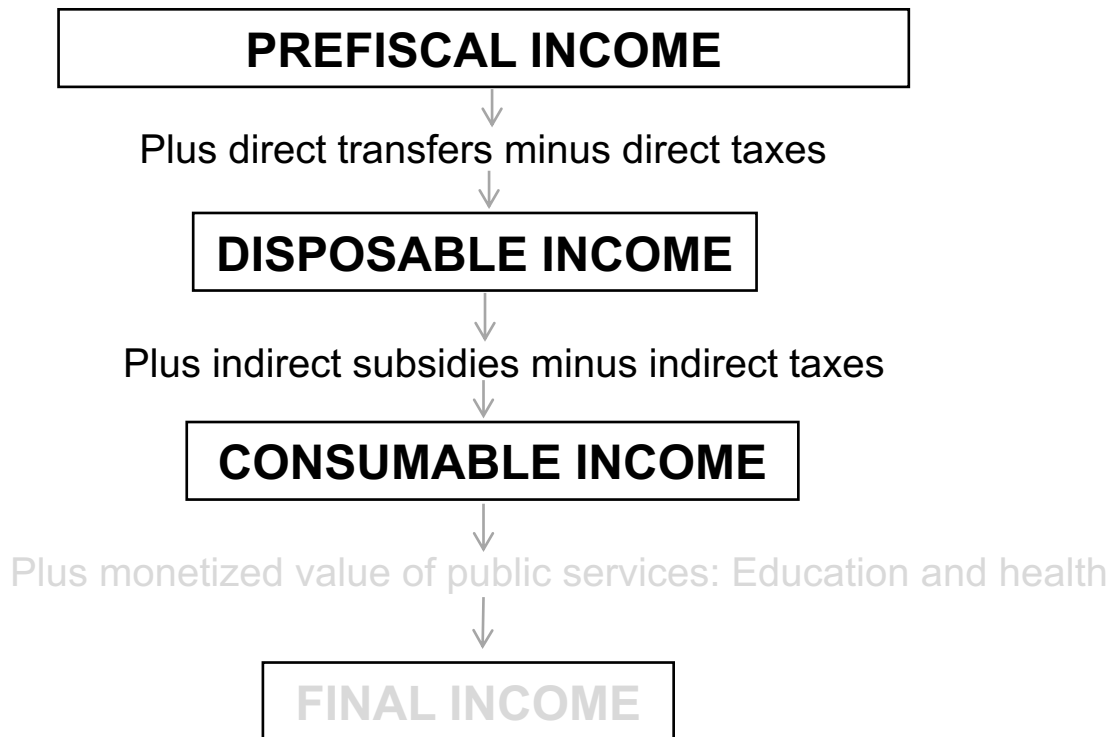 PREFISCAL INCOME
Plus direct transfers minus direct taxes
DISPOSABLE INCOME
Plus indirect subsidies minus indirect taxes
CONSUMABLE INCOME
Plus monetized value of public services: Education and health
FINAL INCOME